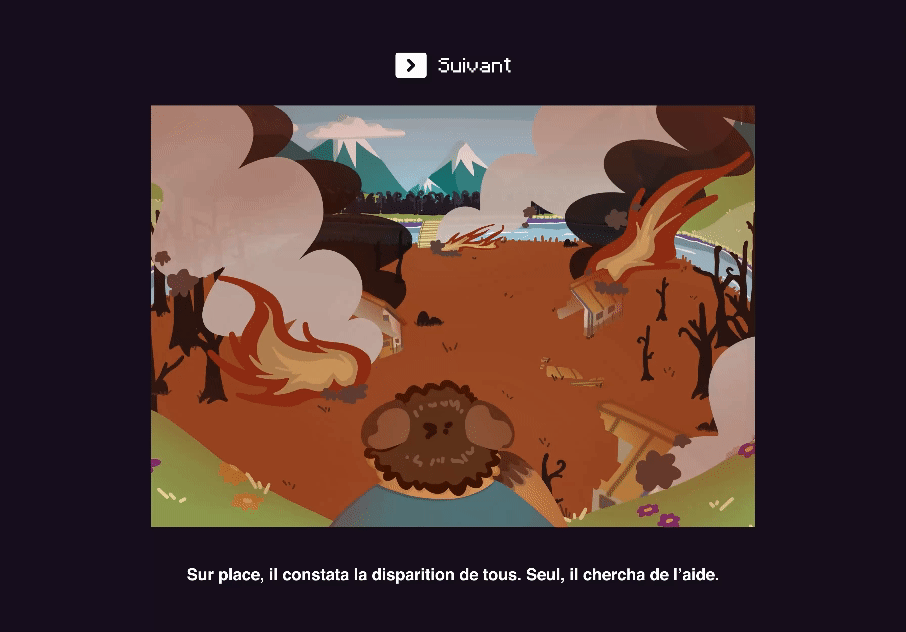 Suivant
Sur place, il constata la disparition de tous. Seul, il chercha de l'aide.